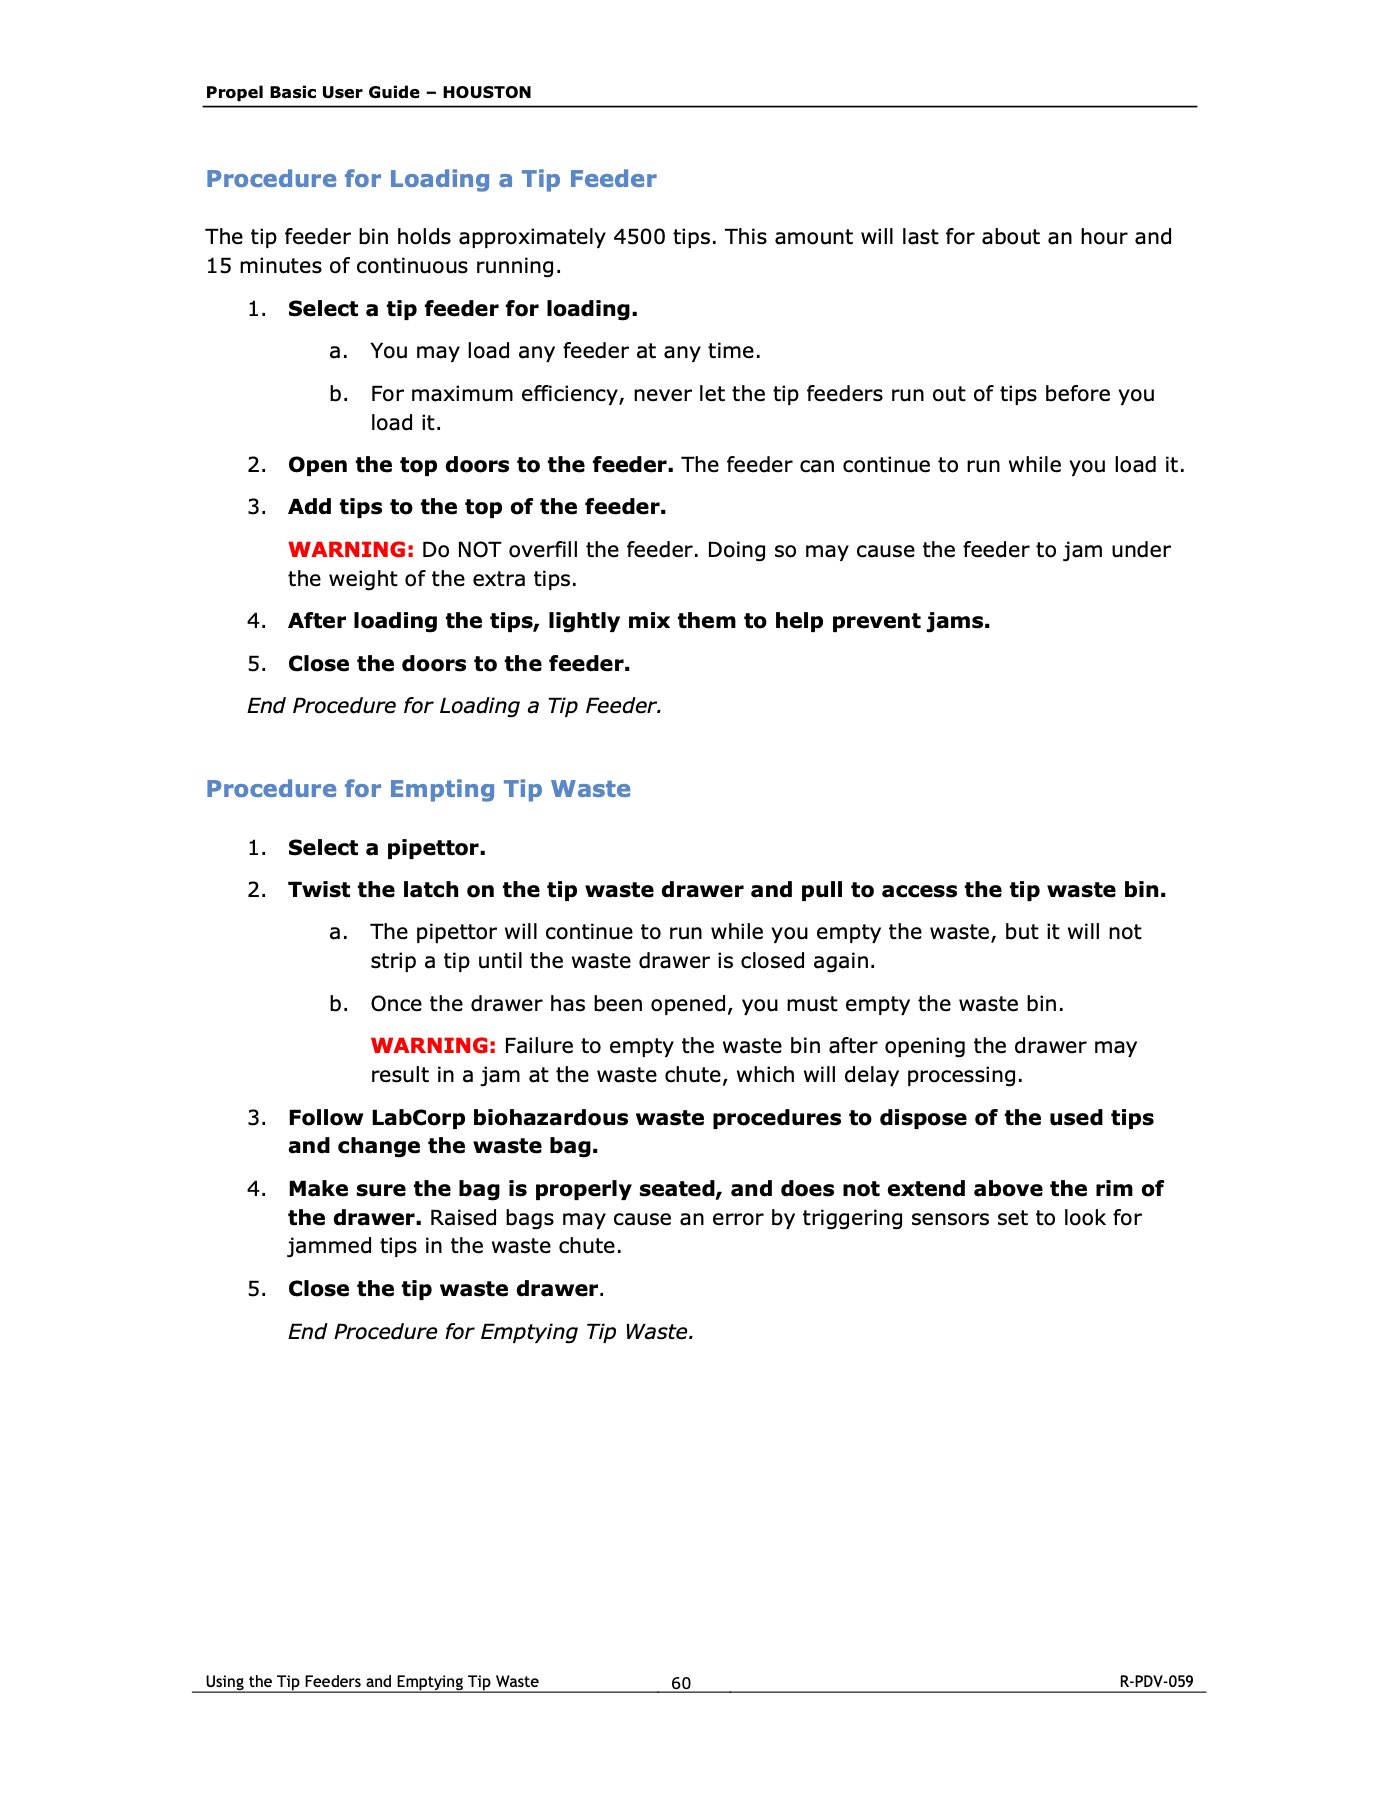 Propel Basic User Guide – HOUSTON
Procedure for Loading a Tip Feeder
The tip feeder bin holds approximately 4500 tips. This amount will last for about an hour and
15 minutes of continuous running.
1. Select a tip feeder for loading.
a. You may load any feeder at any time.
b. For maximum efficiency, never let the tip feeders run out of tips before you
load it.
2. Open the top doors to the feeder. The feeder can continue to run while you load it.
3. Add tips to the top of the feeder.
WARNING: Do NOT overfill the feeder. Doing so may cause the feeder to jam under
the weight of the extra tips.
4. After loading the tips, lightly mix them to help prevent jams.
5. Close the doors to the feeder.
End Procedure for Loading a Tip Feeder.
Procedure for Empting Tip Waste
1. Select a pipettor.
2. Twist the latch on the tip waste drawer and pull to access the tip waste bin.
a. The pipettor will continue to run while you empty the waste, but it will not
strip a tip until the waste drawer is closed again.
b. Once the drawer has been opened, you must empty the waste bin.
WARNING: Failure to empty the waste bin after opening the drawer may
result in a jam at the waste chute, which will delay processing.
3. Follow LabCorp biohazardous waste procedures to dispose of the used tips
and change the waste bag.
4. Make sure the bag is properly seated, and does not extend above the rim of
the drawer. Raised bags may cause an error by triggering sensors set to look for
jammed tips in the waste chute.
5. Close the tip waste drawer.
End Procedure for Emptying Tip Waste.
Using the Tip Feeders and Emptying Tip Waste 60 R-PDV-059